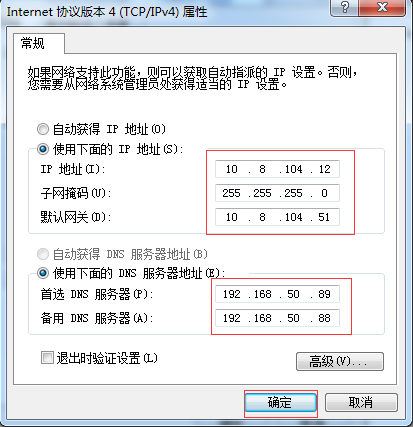 Internet 协议版本 4 (TCP/IPv4) 属性
常规
如果网络支持此功能，则可以获取自动指派的 IP 设置。否则，
您需要从网络系统管理员处获得适当的 IP 设置。
自动获得 IP 地址(O)
使用下面的 IP 地址(S):
IP 地址(I): 10 . 8 .104 . 12
子网掩码(U): 255 .255 .255 . 0
默认网关(D): 10 . 8 .104 . 51
自动获得 DNS 服务器地址(B)
使用下面的 DNS 服务器地址(E):
首选 DNS 服务器(P): 192 .168 . 50 . 89
备用 DNS 服务器(A): 192 .168 . 50 . 88
退出时验证设置(L)
高级(V)...
确定 取消